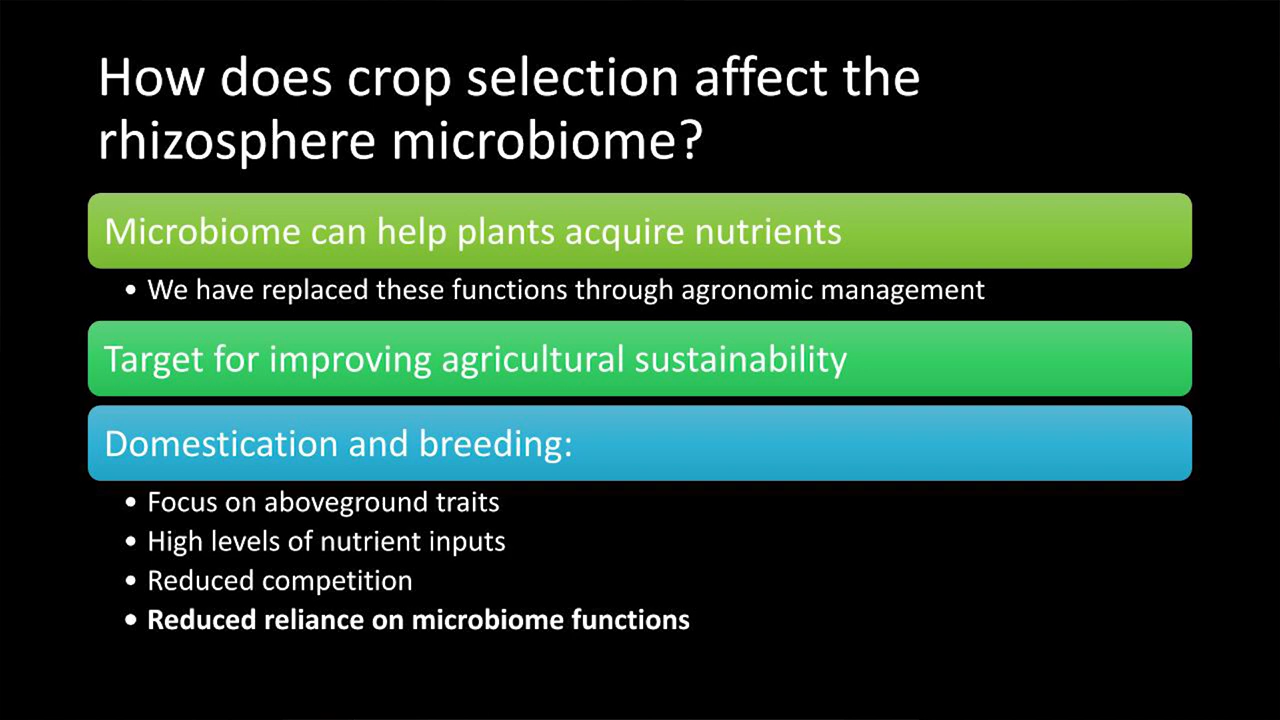 How does crop selection affect the
rhizosphere microbiome?
Microbiome can help plants acquire nutrients
• We have replaced these functions through agronomic management
Target for improving agricultural sustainability
Domestication and breeding:
• Focus on aboveground traits
• High levels of nutrient inputs
• Reduced competition
• Reduced reliance on microbiome functions